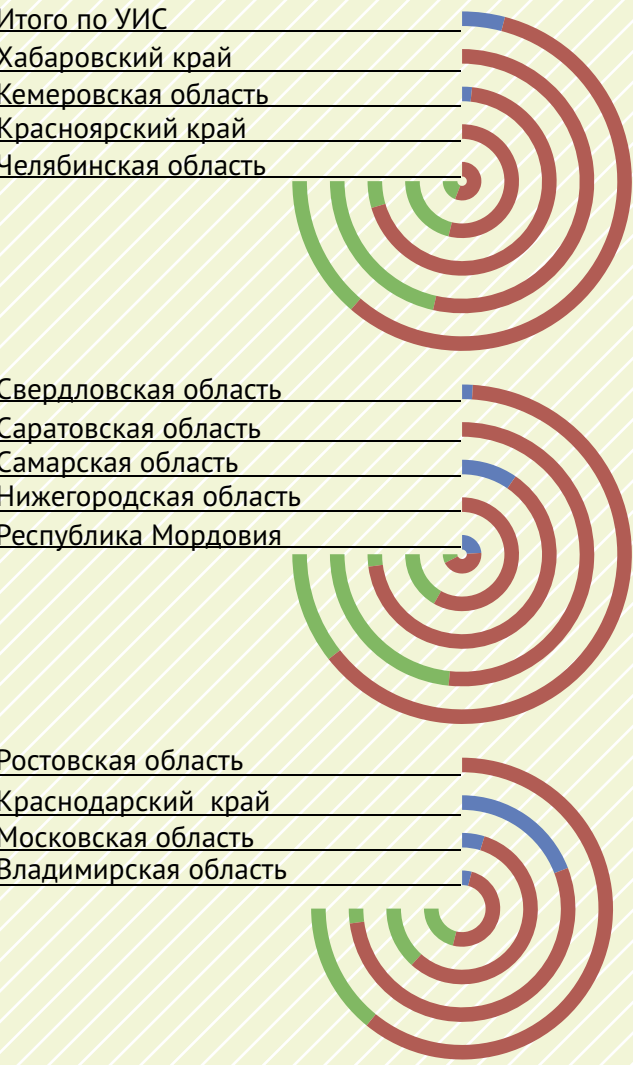 Итого по УИС
Хабаровский край
Кемеровская область
Красноярский край
Челябинская область
Свердловская область
Саратовская область
Самарская область
Нижегородская область
Республика Мордовия
Ростовская область
Краснодарский край
Московская область
Владимирская область